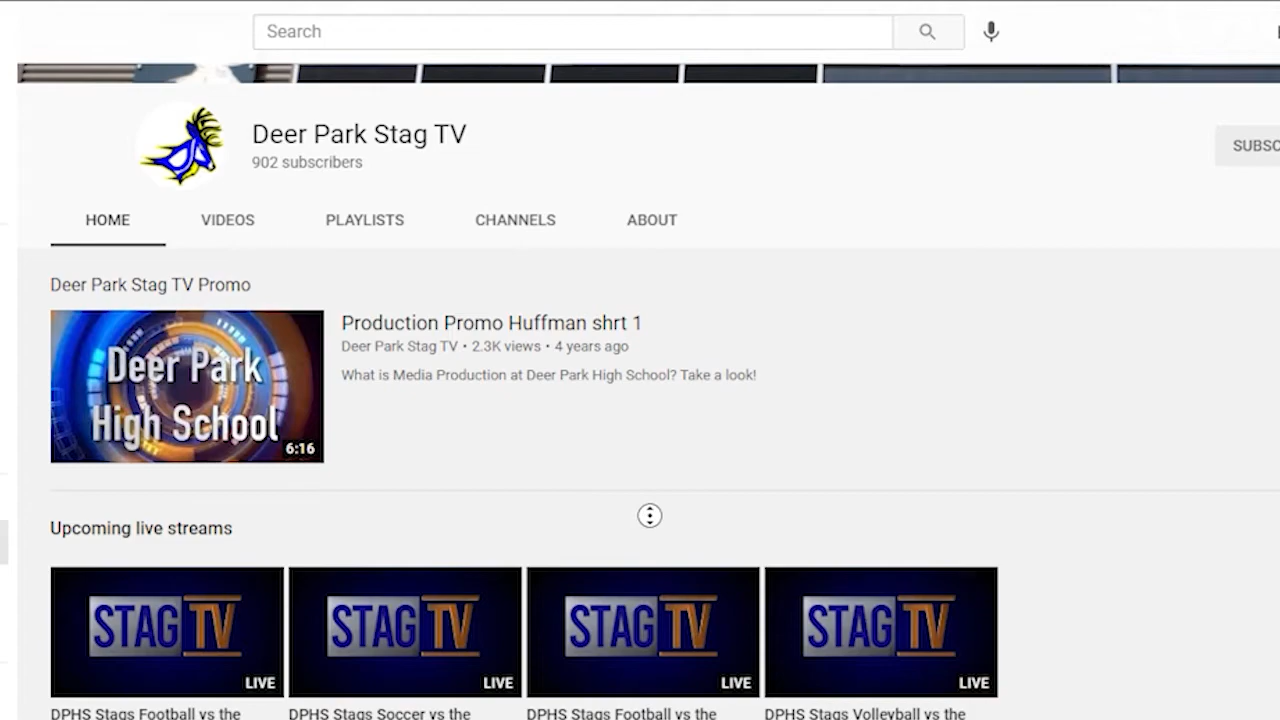 Search
Deer Park Stag TV
902 subscribers
SUBSC
HOME VIDEOS PLAYLISTS CHANNELS ABOUT
Deer Park Stag TV Promo
Deer Park
High School
6:16
Production Promo Huffman shrt 1
Deer Park Stag TV • 2.3K views • 4 years ago
What is Media Production at Deer Park High School? Take a look!
Upcoming live streams
STAG TV
LIVE
STAG TV
LIVE
STAG TV
LIVE
STAG TV
LIVE
DPHS Stags Football vs the
DPHS Stags Soccer vs the
DPHS Stags Football vs the
DPHS Stags Volleyball vs the